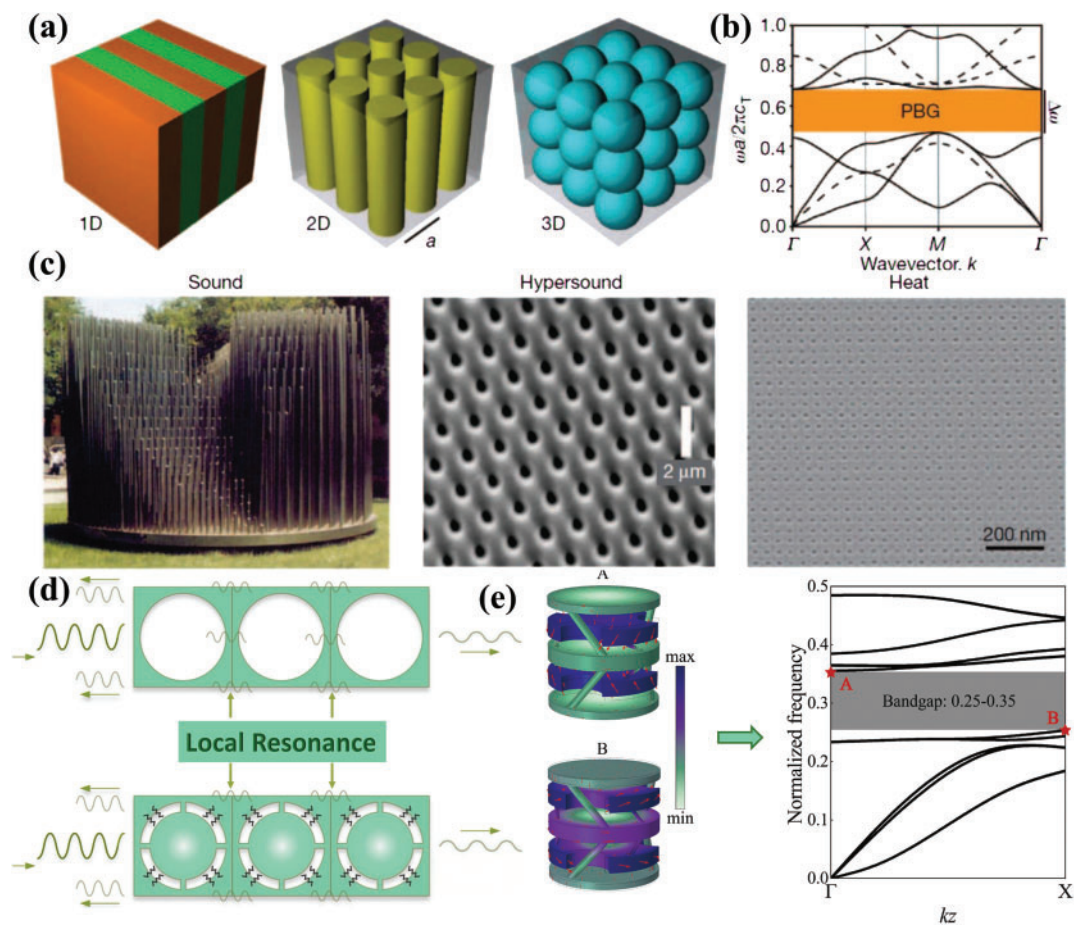 (a)
1D
2D
a
3D
(b)
ωa/2πcT
1.0
0.8
0.6
0.4
0.2
0.0
PBG
Δω
Γ
X
M
Γ
Wavevector, k
(c)
Sound
Hypersound
Heat
2 μm
200 nm
(d)
Local Resonance
(e)
A
B
max
min
Normalized frequency
0.5
0.4
0.3
0.2
0.1
0.0
A
Bandgap: 0.25-0.35
B
Γ
X
kz